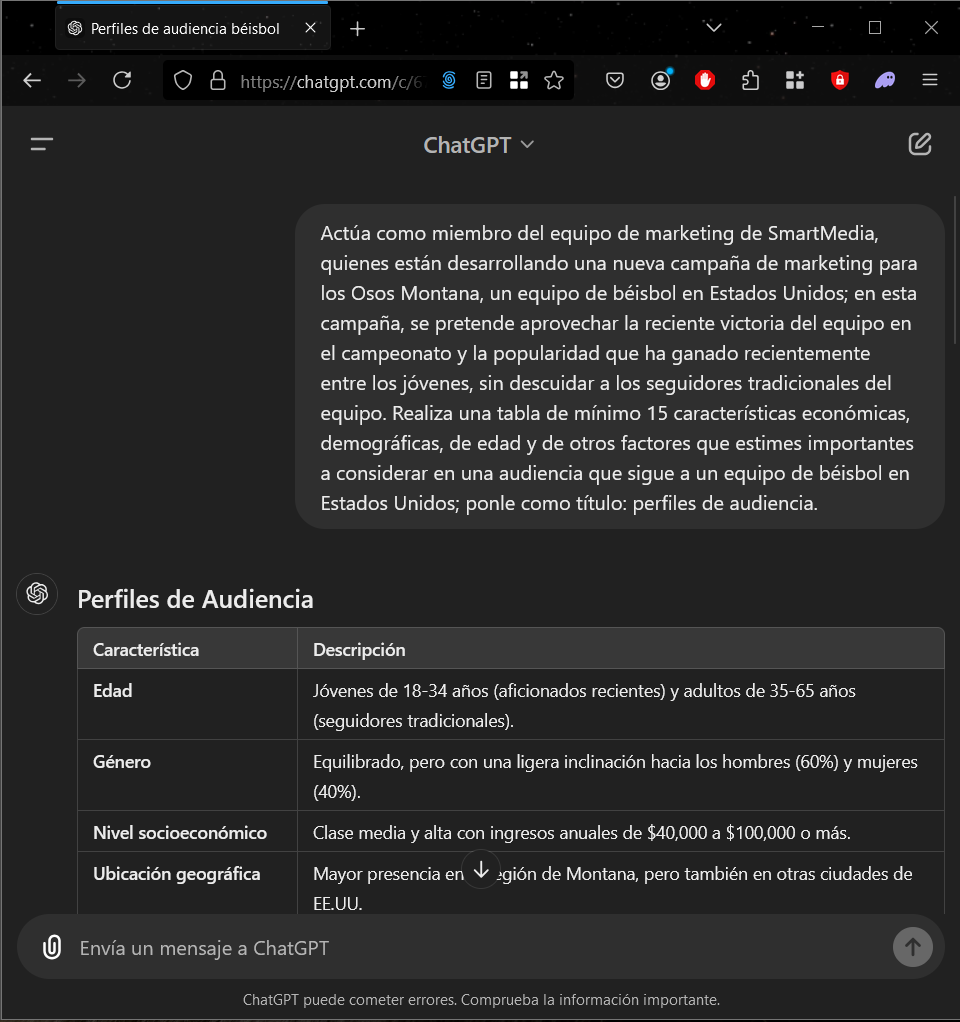 Perfiles de audiencia béisbol
https://chatgpt.com/c/6
ChatGPT
Actúa como miembro del equipo de marketing de SmartMedia,
quienes están desarrollando una nueva campaña de marketing para
los Osos Montana, un equipo de béisbol en Estados Unidos; en esta
campaña, se pretende aprovechar la reciente victoria del equipo en
el campeonato y la popularidad que ha ganado recientemente
entre los jóvenes, sin descuidar a los seguidores tradicionales del
equipo. Realiza una tabla de mínimo 15 características económicas,
demográficas, de edad y de otros factores que estimes importantes
a considerar en una audiencia que sigue a un equipo de béisbol en
Estados Unidos; ponle como título: perfiles de audiencia.
Perfiles de Audiencia
Característica Descripción
Edad Jóvenes de 18-34 años (aficionados recientes) y adultos de 35-65 años
(seguidores tradicionales).
Género Equilibrado, pero con una ligera inclinación hacia los hombres (60%) y mujeres
(40%).
Nivel socioeconómico Clase media y alta con ingresos anuales de $40,000 a $100,000 o más.
Ubicación geográfica Mayor presencia en egión de Montana, pero también en otras ciudades de
EE.UU.
Envía un mensaje a ChatGPT
ChatGPT puede cometer errores. Comprueba la información importante.